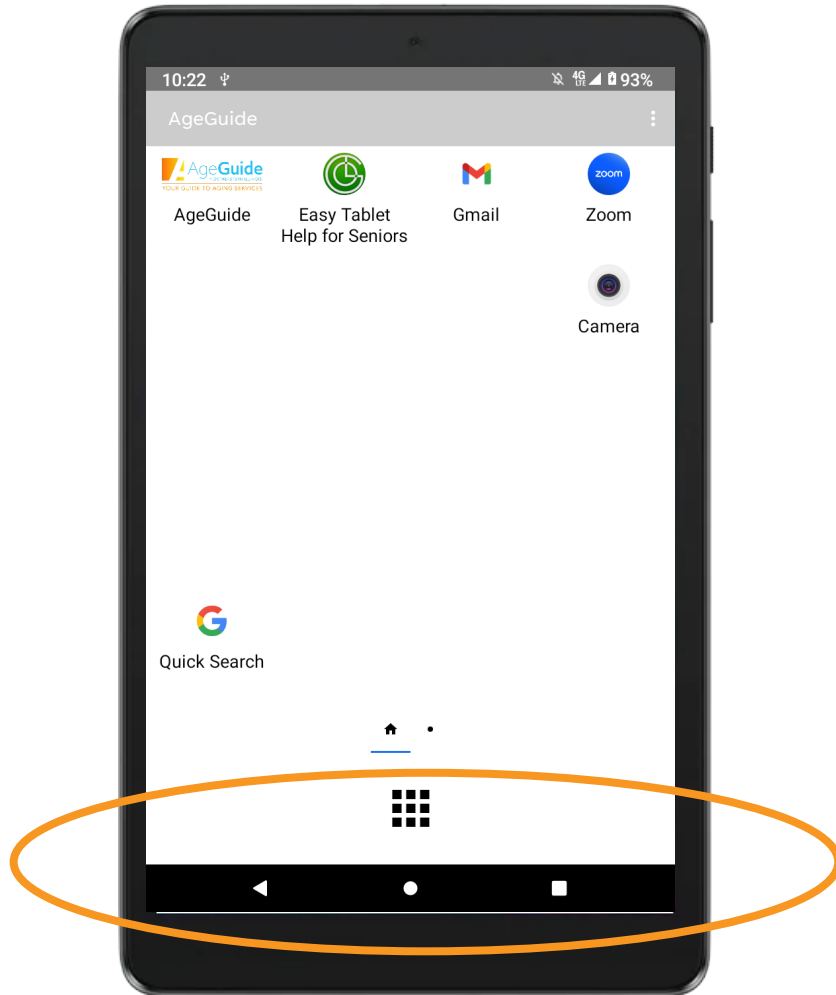 10:22 4G LTE 93%
AgeGuide
AgeGuide
YOUR GUIDE TO AGING SERVICES
zoom
AgeGuide Easy Tablet Help for Seniors Gmail Zoom
Camera
Quick Search